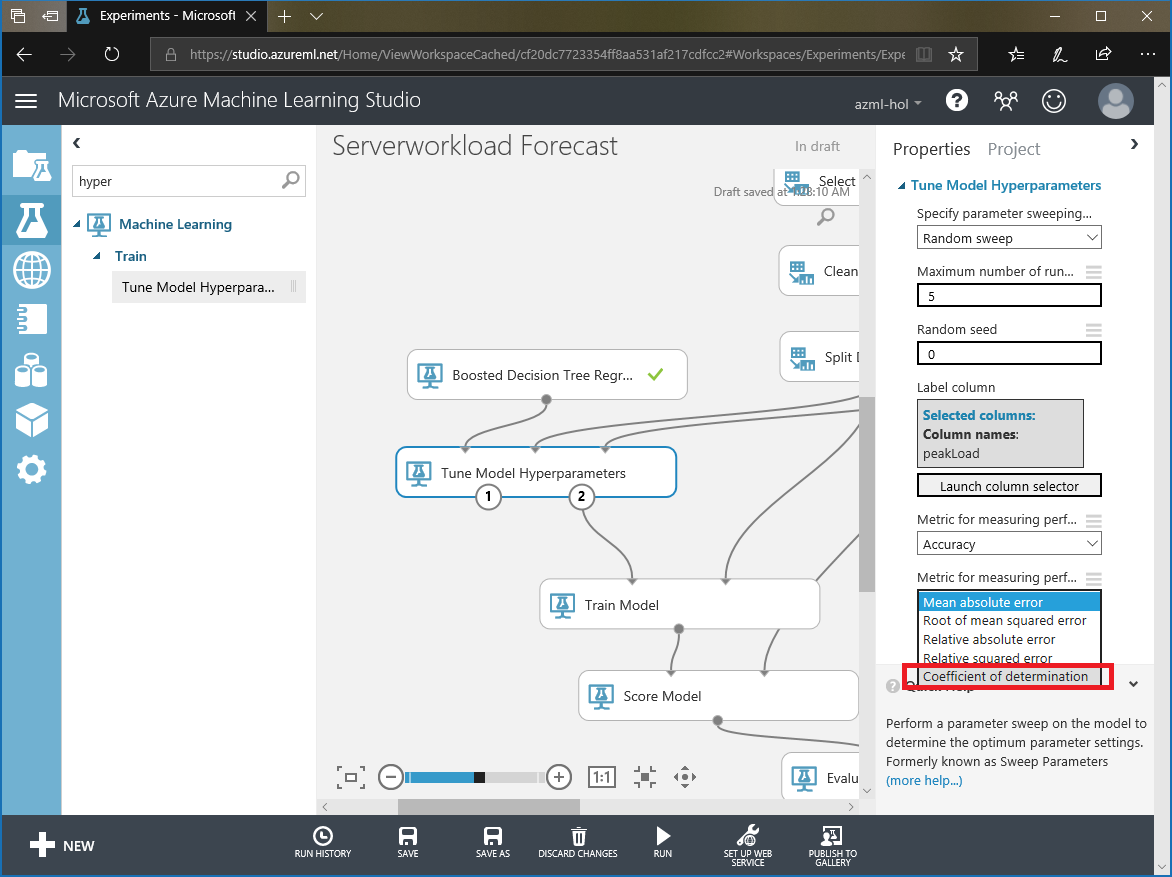 Experiments - Microsoft
https://studio.azureml.net/Home/ViewWorkspaceCached/cf20dc7723354ff8aa531af217cdfcc2#Workspaces/Experiments/Expe
Microsoft Azure Machine Learning Studio
azml-hol
?
hyper
Machine Learning
Train
Tune Model Hyperpara...
Serverworkload Forecast
In draft
Select
Draft saved at
AM
Clean
Split D
Boosted Decision Tree Regr...
Tune Model Hyperparameters
1
2
Train Model
Score Model
Evalu
1:1
Properties
Project
Tune Model Hyperparameters
Specify parameter sweeping...
Random sweep
Maximum number of run...
5
Random seed
0
Label column
Selected columns:
Column names:
peakLoad
Launch column selector
Metric for measuring perf...
Accuracy
Metric for measuring perf...
Mean absolute error
Root of mean squared error
Relative absolute error
Relative squared error
Coefficient of determination
? Quick Help
Perform a parameter sweep on the model to
determine the optimum parameter settings.
Formerly known as Sweep Parameters
(more help...)
NEW
RUN HISTORY
SAVE
SAVE AS
DISCARD CHANGES
RUN
SET UP WEB
SERVICE
PUBLISH TO
GALLERY